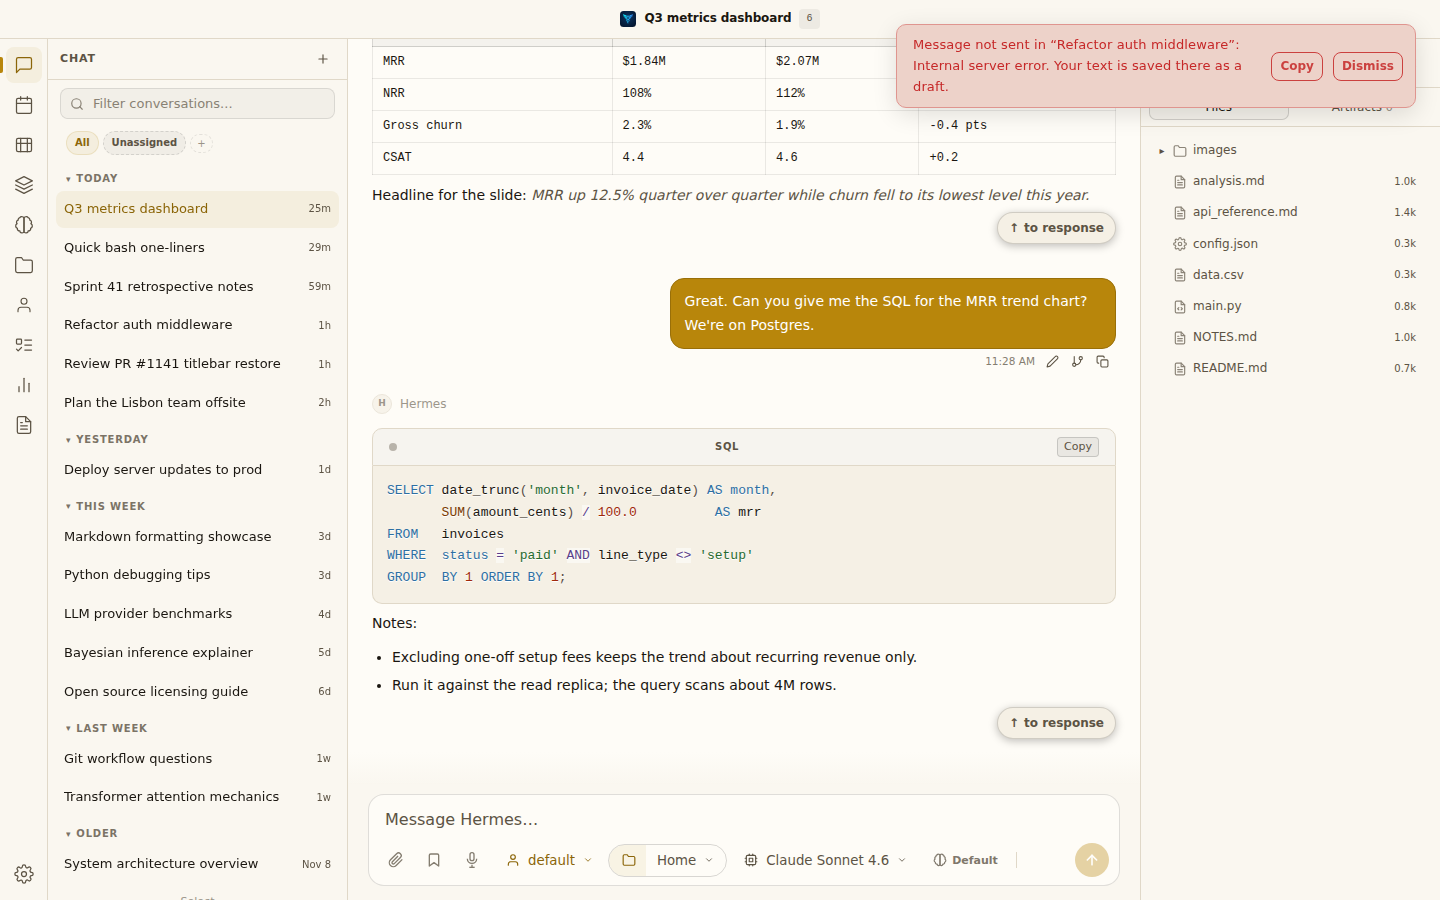 Q3 metrics dashboard 6
Message not sent in “Refactor auth middleware”:
Internal server error. Your text is saved there as a
draft.
Copy
Dismiss
CHAT
Filter conversations…
All
Unassigned
+
TODAY
Q3 metrics dashboard 25m
Quick bash one-liners 29m
Sprint 41 retrospective notes 59m
Refactor auth middleware 1h
Review PR #1141 titlebar restore 1h
Plan the Lisbon team offsite 2h
YESTERDAY
Deploy server updates to prod 1d
THIS WEEK
Markdown formatting showcase 3d
Python debugging tips 3d
LLM provider benchmarks 4d
Bayesian inference explainer 5d
Open source licensing guide 6d
LAST WEEK
Git workflow questions 1w
Transformer attention mechanics 1w
OLDER
System architecture overview Nov 8
MRR $1.84M $2.07M
NRR 108% 112%
Gross churn 2.3% 1.9% -0.4 pts
CSAT 4.4 4.6 +0.2
Headline for the slide: MRR up 12.5% quarter over quarter while churn fell to its lowest level this year.
↑ to response
Great. Can you give me the SQL for the MRR trend chart?
We're on Postgres.
11:28 AM
H Hermes
SQL
Copy
SELECT date_trunc('month', invoice_date) AS month,
SUM(amount_cents) / 100.0 AS mrr
FROM invoices
WHERE status = 'paid' AND line_type <> 'setup'
GROUP BY 1 ORDER BY 1;
Notes:
• Excluding one-off setup fees keeps the trend about recurring revenue only.
• Run it against the read replica; the query scans about 4M rows.
↑ to response
Message Hermes…
default
Home
Claude Sonnet 4.6
Default
images
analysis.md 1.0k
api_reference.md 1.4k
config.json 0.3k
data.csv 0.3k
main.py 0.8k
NOTES.md 1.0k
README.md 0.7k